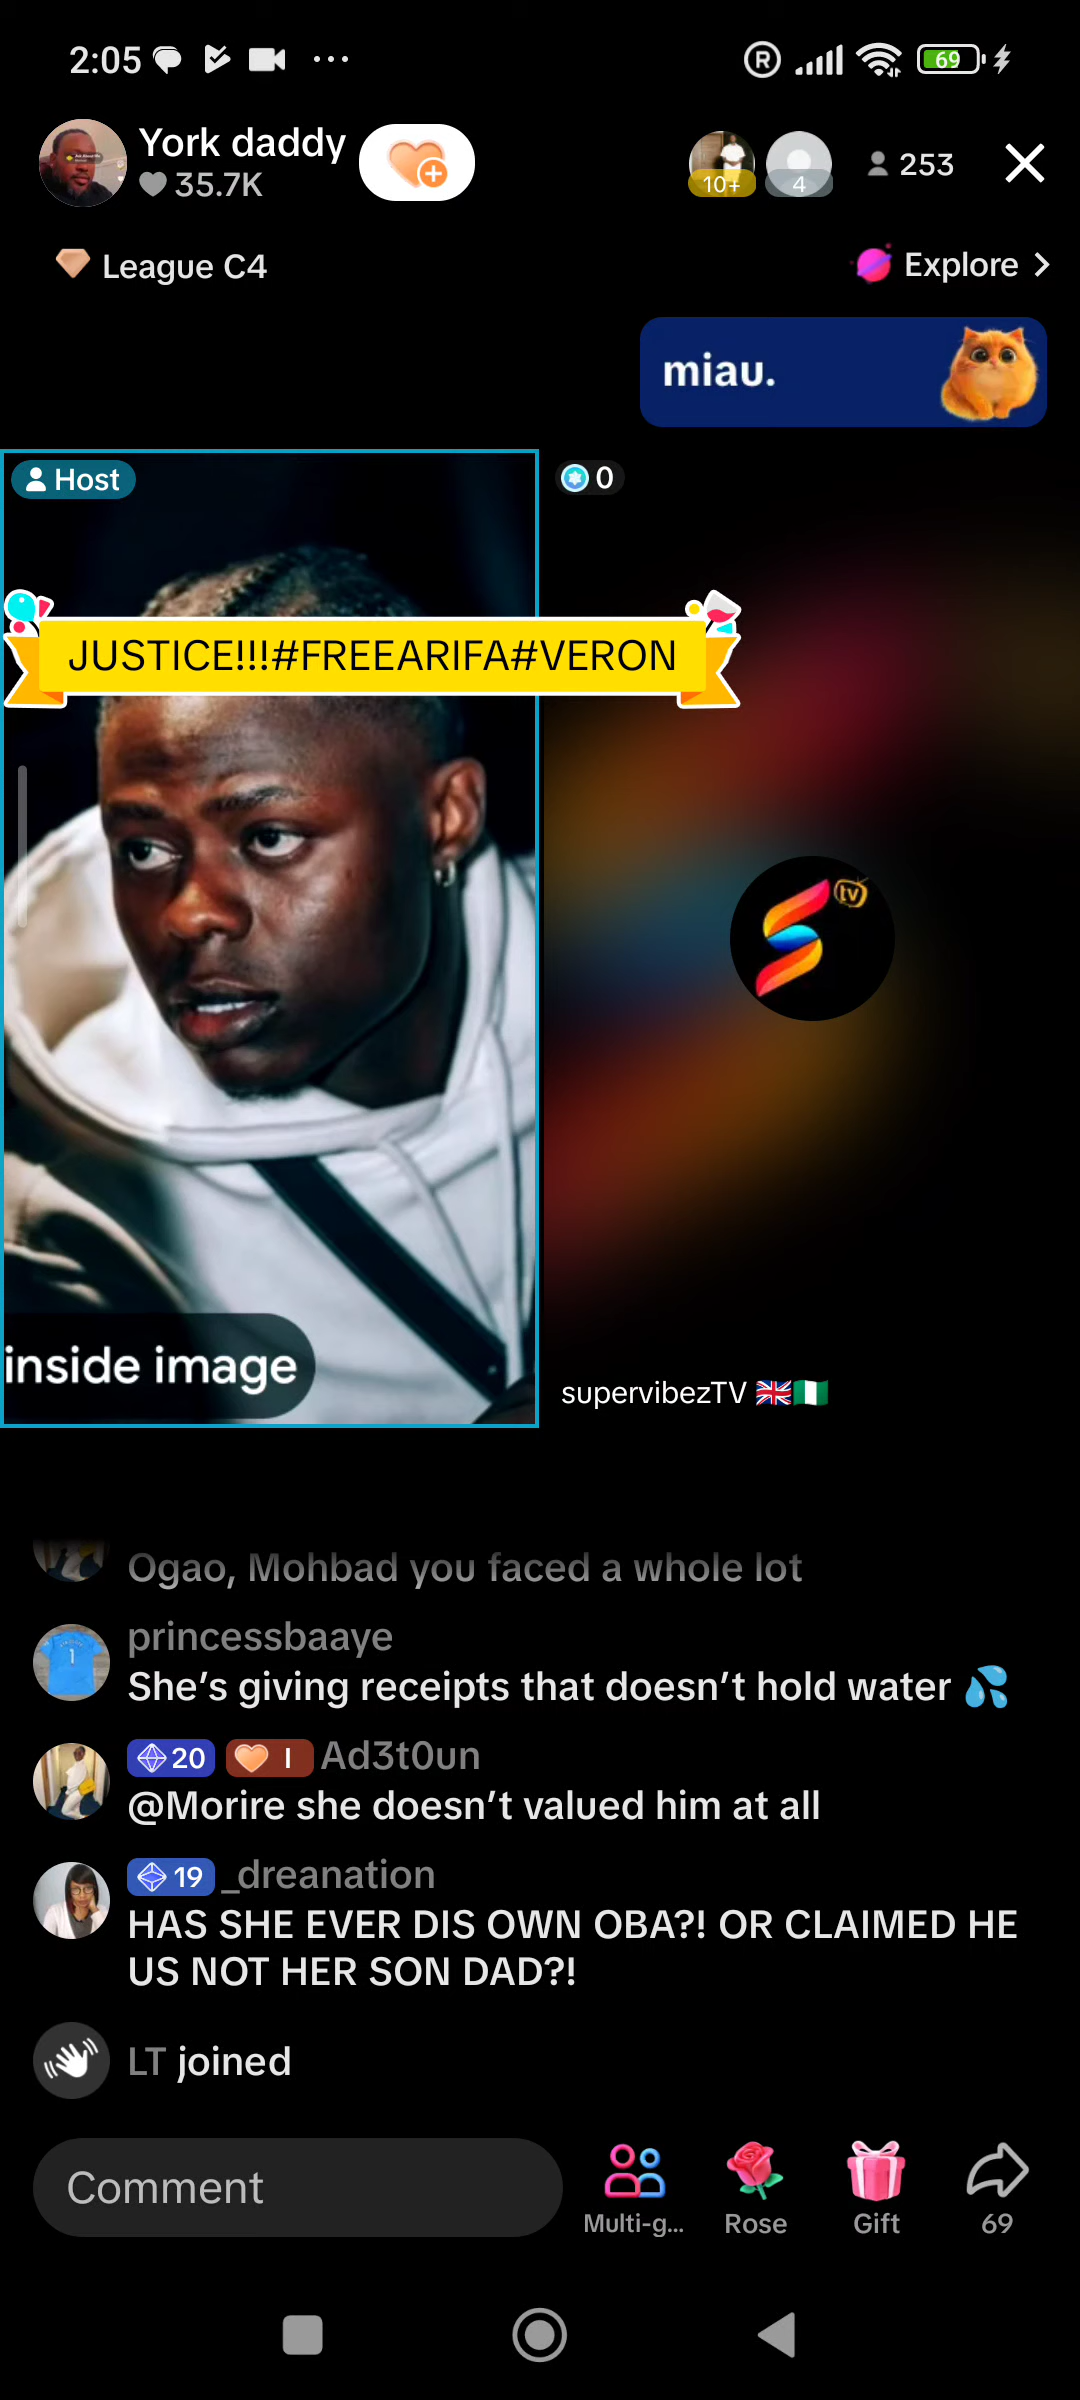 2:05
69
York daddy
35.7K
10+
4
253
League C4
Explore
miau.
Host
0
JUSTICE!!!#FREEARIFA#VERON
tv
inside image
supervibezTV 🇬🇧🇳🇬
Ogao, Mohbad you faced a whole lot
princessbaaye
She's giving receipts that doesn't hold water 💦
20 I Ad3t0un
@Morire she doesn't valued him at all
19 _dreanation
HAS SHE EVER DIS OWN OBA?! OR CLAIMED HE
US NOT HER SON DAD?!
LT joined
Comment
Multi-g...
Rose
Gift
69